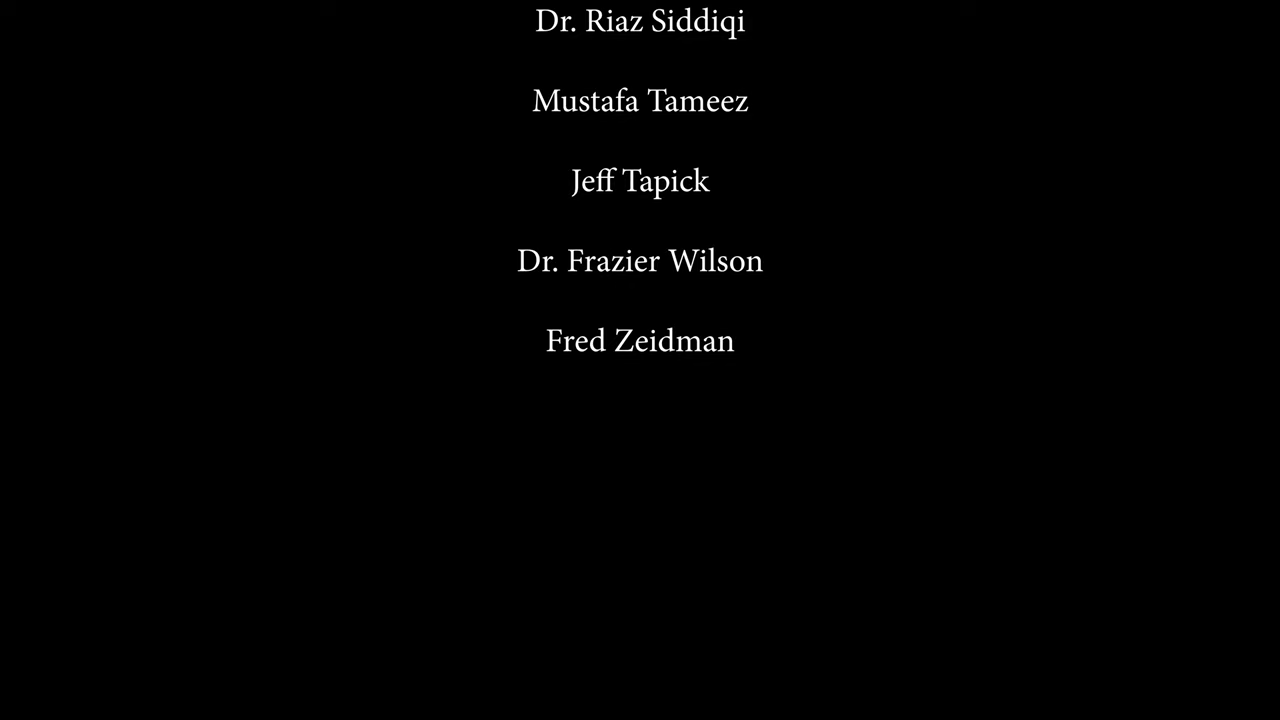 Dr. Riaz Siddiqi
Mustafa Tameez
Jeff Tapick
Dr. Frazier Wilson
Fred Zeidman